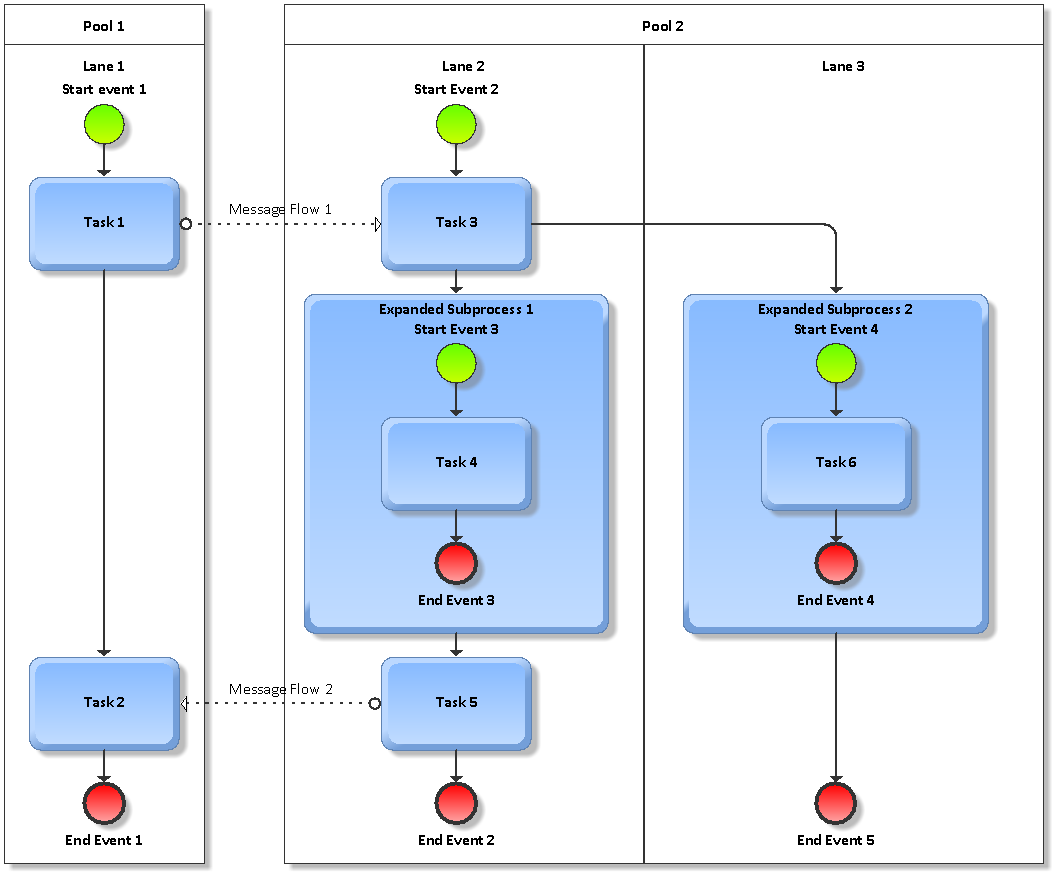 Pool 1
Pool 2
Lane 1
Lane 2
Lane 3
Start event 1
Start Event 2
Task 1
Message Flow 1
Task 3
Expanded Subprocess 1
Start Event 3
Expanded Subprocess 2
Start Event 4
Task 4
Task 6
End Event 3
End Event 4
Task 2
Message Flow 2
Task 5
End Event 1
End Event 2
End Event 5